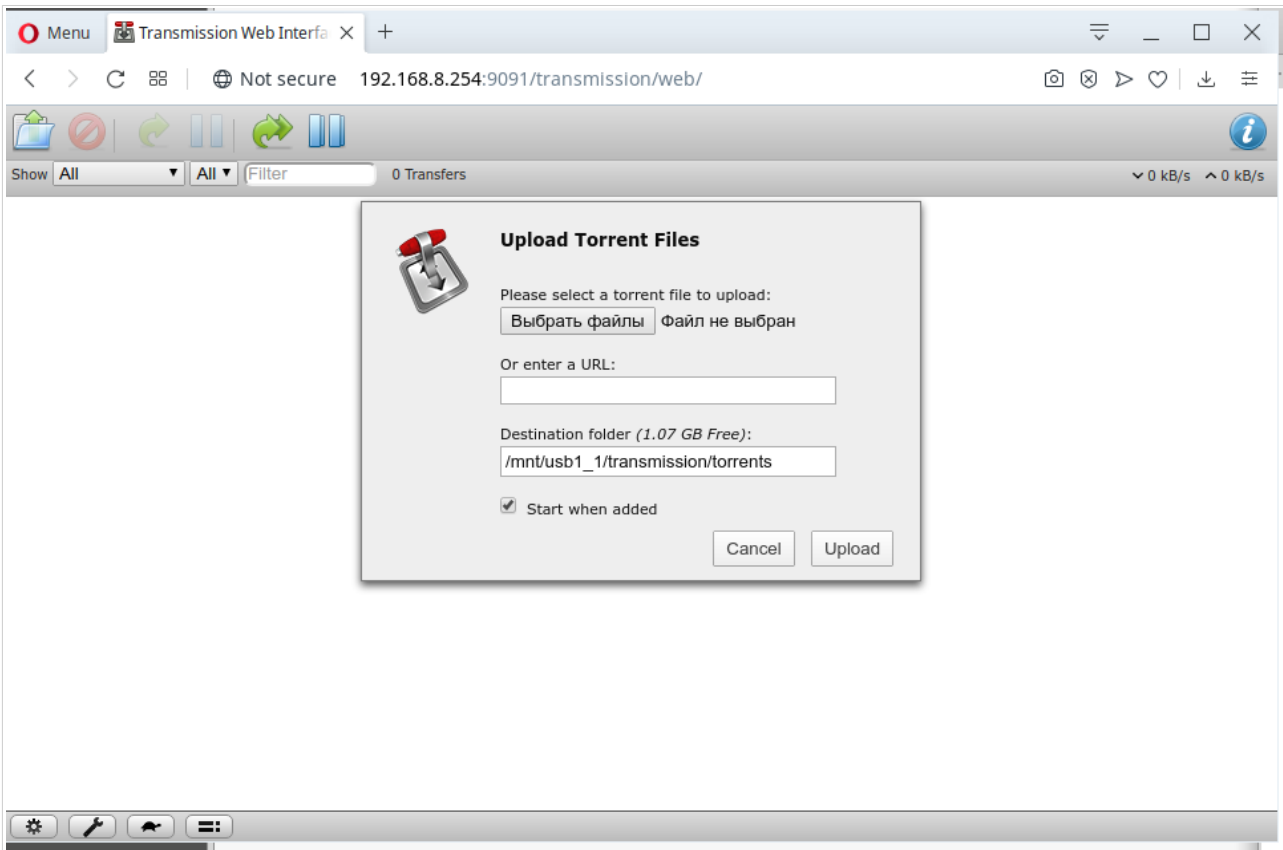 Menu
Transmission Web Interfa
Not secure 192.168.8.254:9091/transmission/web/
Show All All Filter 0 Transfers 0 kB/s 0 kB/s
Upload Torrent Files
Please select a torrent file to upload:
Выбрать файлы Файл не выбран
Or enter a URL:
Destination folder (1.07 GB Free):
/mnt/usb1_1/transmission/torrents
Start when added
Cancel Upload